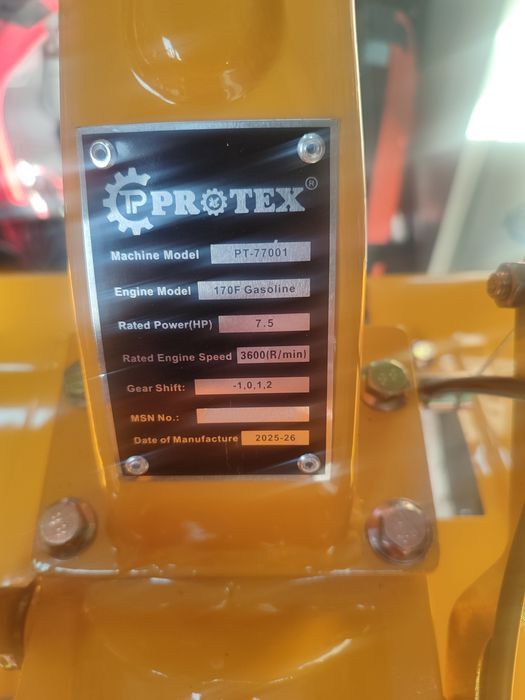 PROTEX ®
Machine Model PT-77001
Engine Model 170F Gasoline
Rated Power(HP) 7.5
Rated Engine Speed 3600(R/min)
Gear Shift: -1,0,1,2
MSN No.:
Date of Manufacture 2025-26